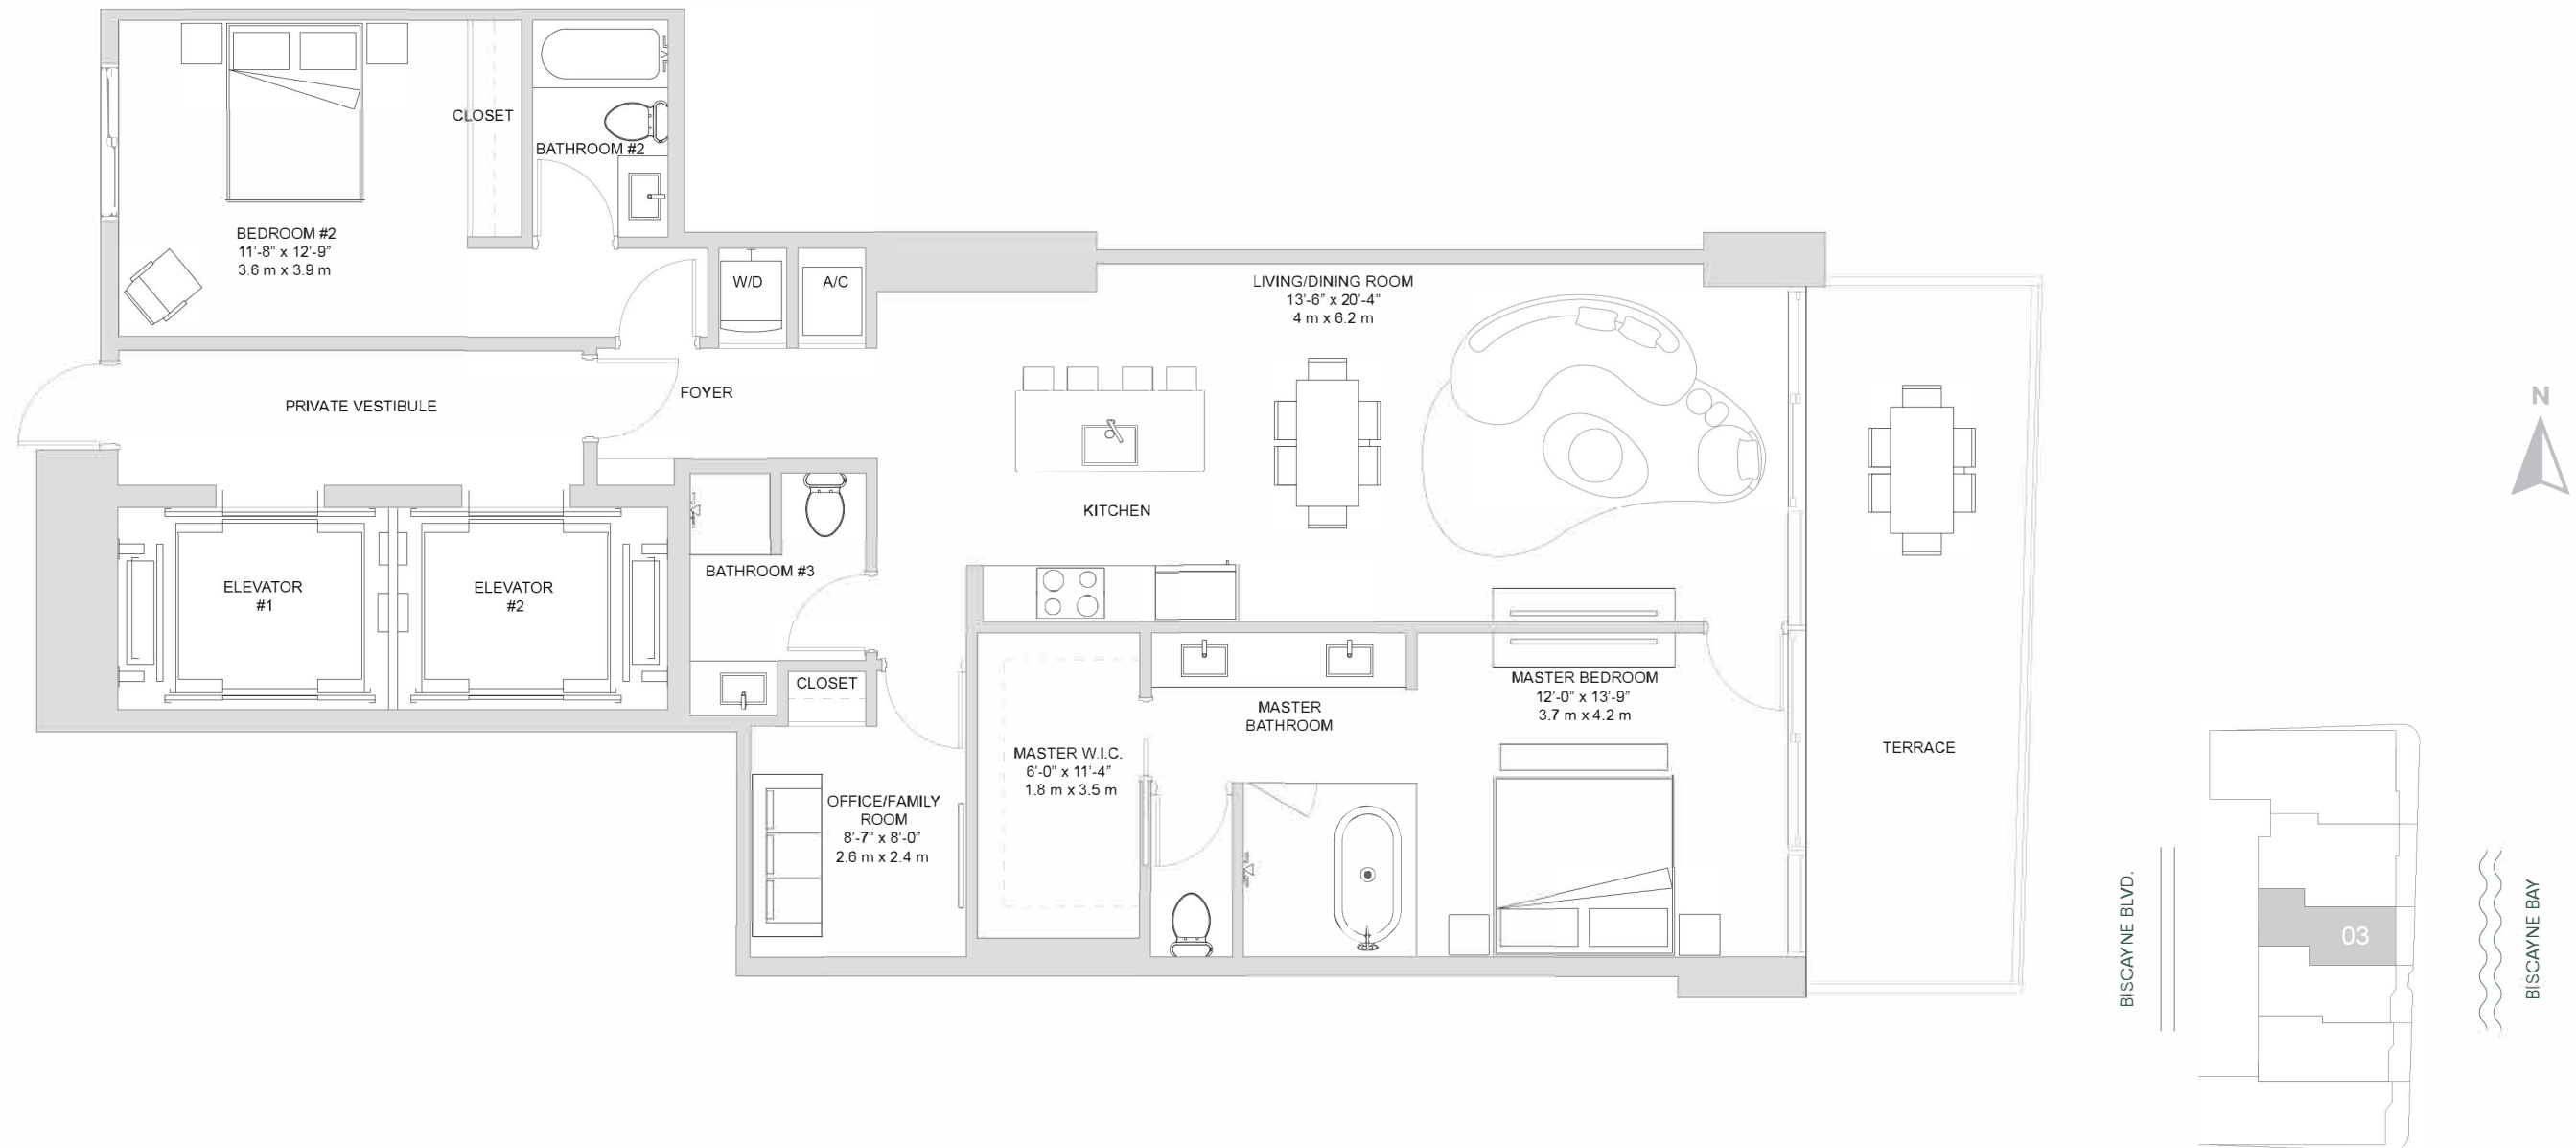 CLOSET
BATHROOM #2
BEDROOM #2
11'-8" x 12'-9"
3.6 m x 3.9 m
W/D
A/C
LIVING/DINING ROOM
13'-6" x 20'-4"
4 m x 6.2 m
PRIVATE VESTIBULE
FOYER
N
KITCHEN
ELEVATOR
#1
ELEVATOR
#2
BATHROOM #3
CLOSET
MASTER
BATHROOM
MASTER BEDROOM
12'-0" x 13'-9"
3.7 m x 4.2 m
TERRACE
MASTER W.I.C.
6'-0" x 11'-4"
1.8 m x 3.5 m
OFFICE/FAMILY
ROOM
8'-7" x 8'-0"
2.6 m x 2.4 m
BISCAYNE BLVD.
03
BISCAYNE BAY